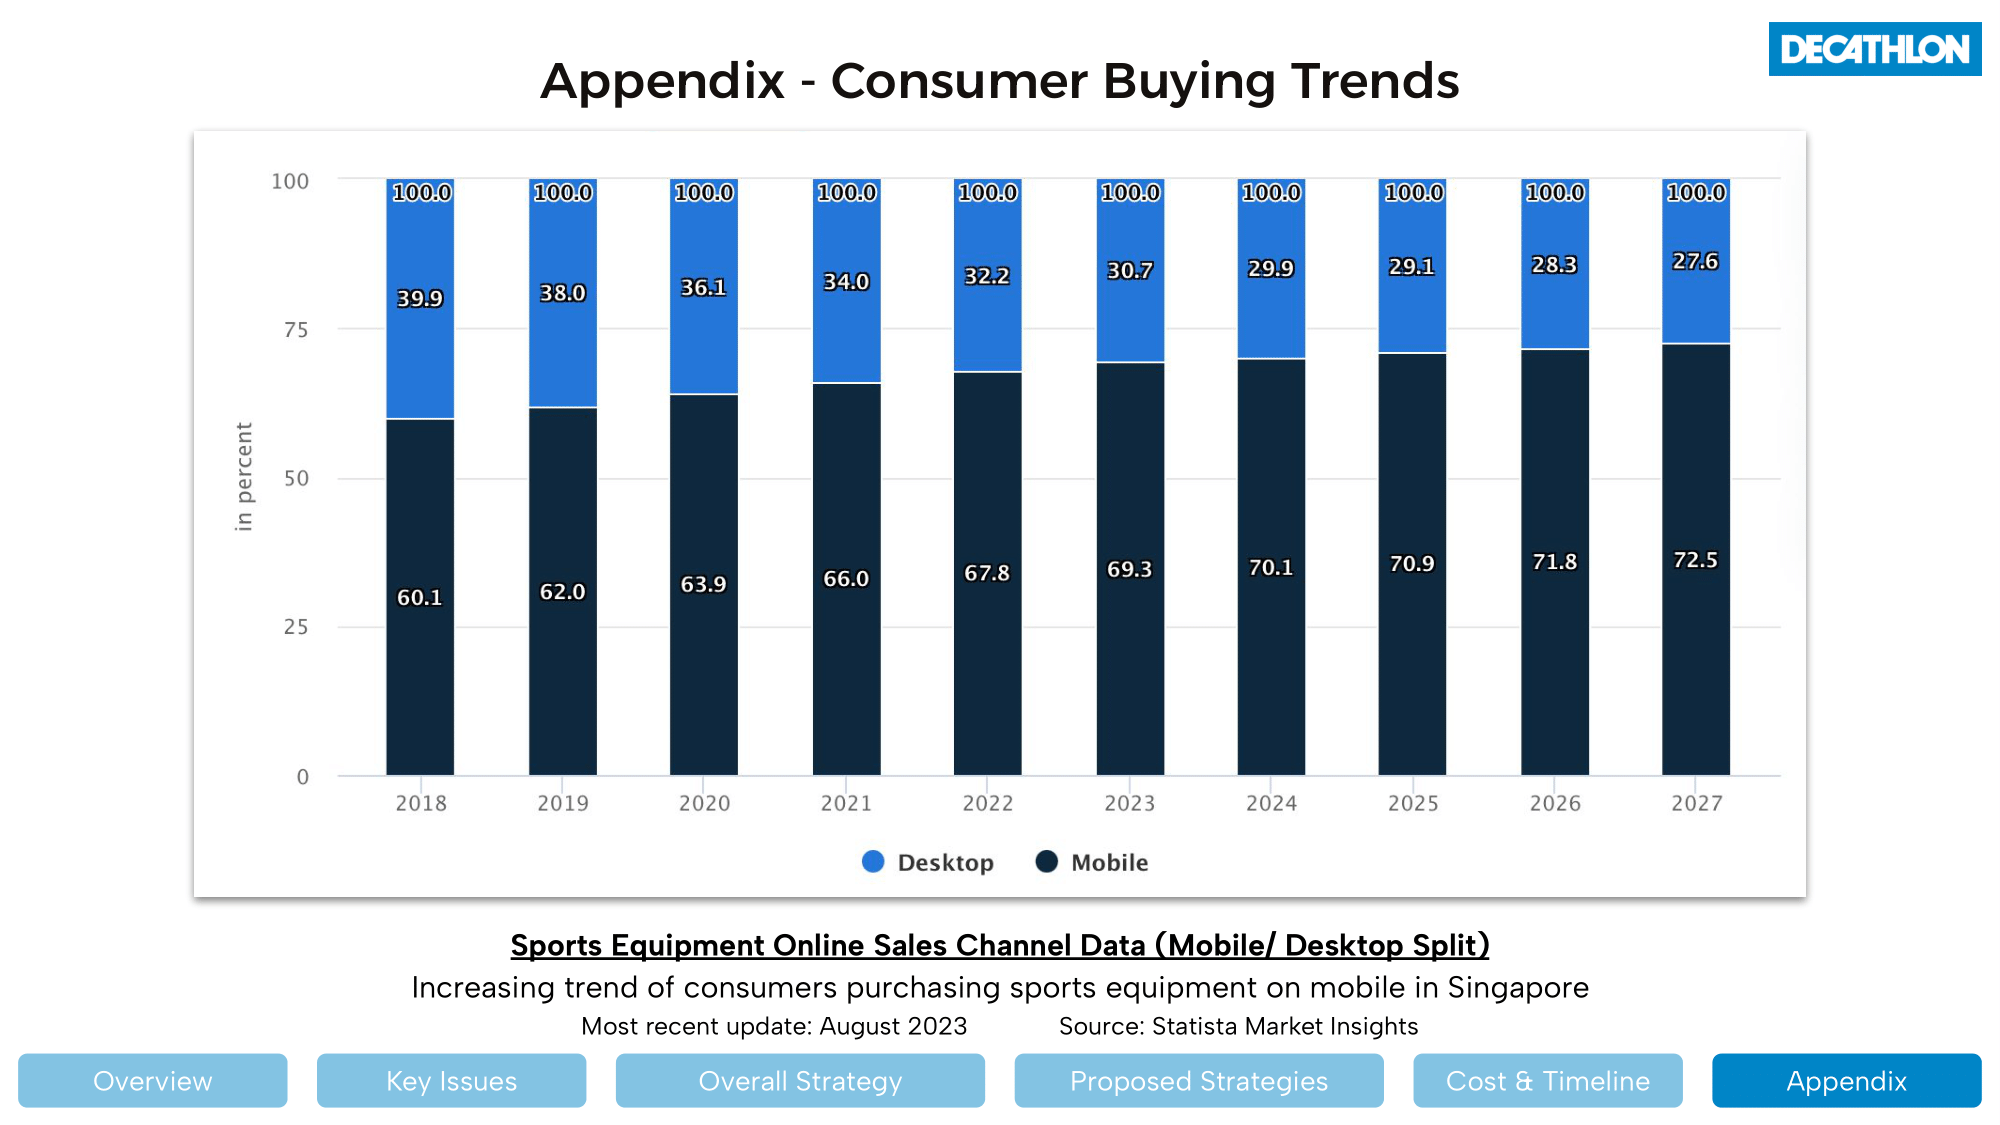 DECATHLON
Appendix - Consumer Buying Trends
100
100.0 100.0 100.0 100.0 100.0 100.0 100.0 100.0 100.0 100.0
39.9 38.0 36.1 34.0 32.2 30.7 29.9 29.1 28.3 27.6
75
in percent
50
60.1 62.0 63.9 66.0 67.8 69.3 70.1 70.9 71.8 72.5
25
0
2018 2019 2020 2021 2022 2023 2024 2025 2026 2027
Desktop Mobile
Sports Equipment Online Sales Channel Data (Mobile/ Desktop Split)
Increasing trend of consumers purchasing sports equipment on mobile in Singapore
Most recent update: August 2023 Source: Statista Market Insights
Overview Key Issues Overall Strategy Proposed Strategies Cost & Timeline Appendix